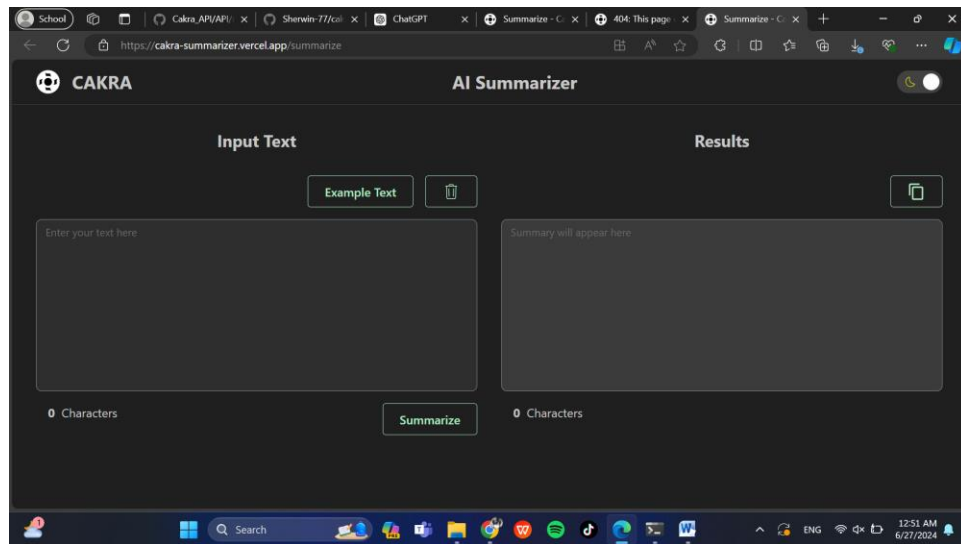 School
Cakra_API/API/
Sherwin-77/cal
ChatGPT
Summarize - C
404: This page
Summarize - C
https://cakra-summarizer.vercel.app/summarize
CAKRA
AI Summarizer
Input Text
Results
Example Text
Enter your text here
Summary will appear here
0 Characters
Summarize
0 Characters
1
Search
ENG
12:51 AM
6/27/2024